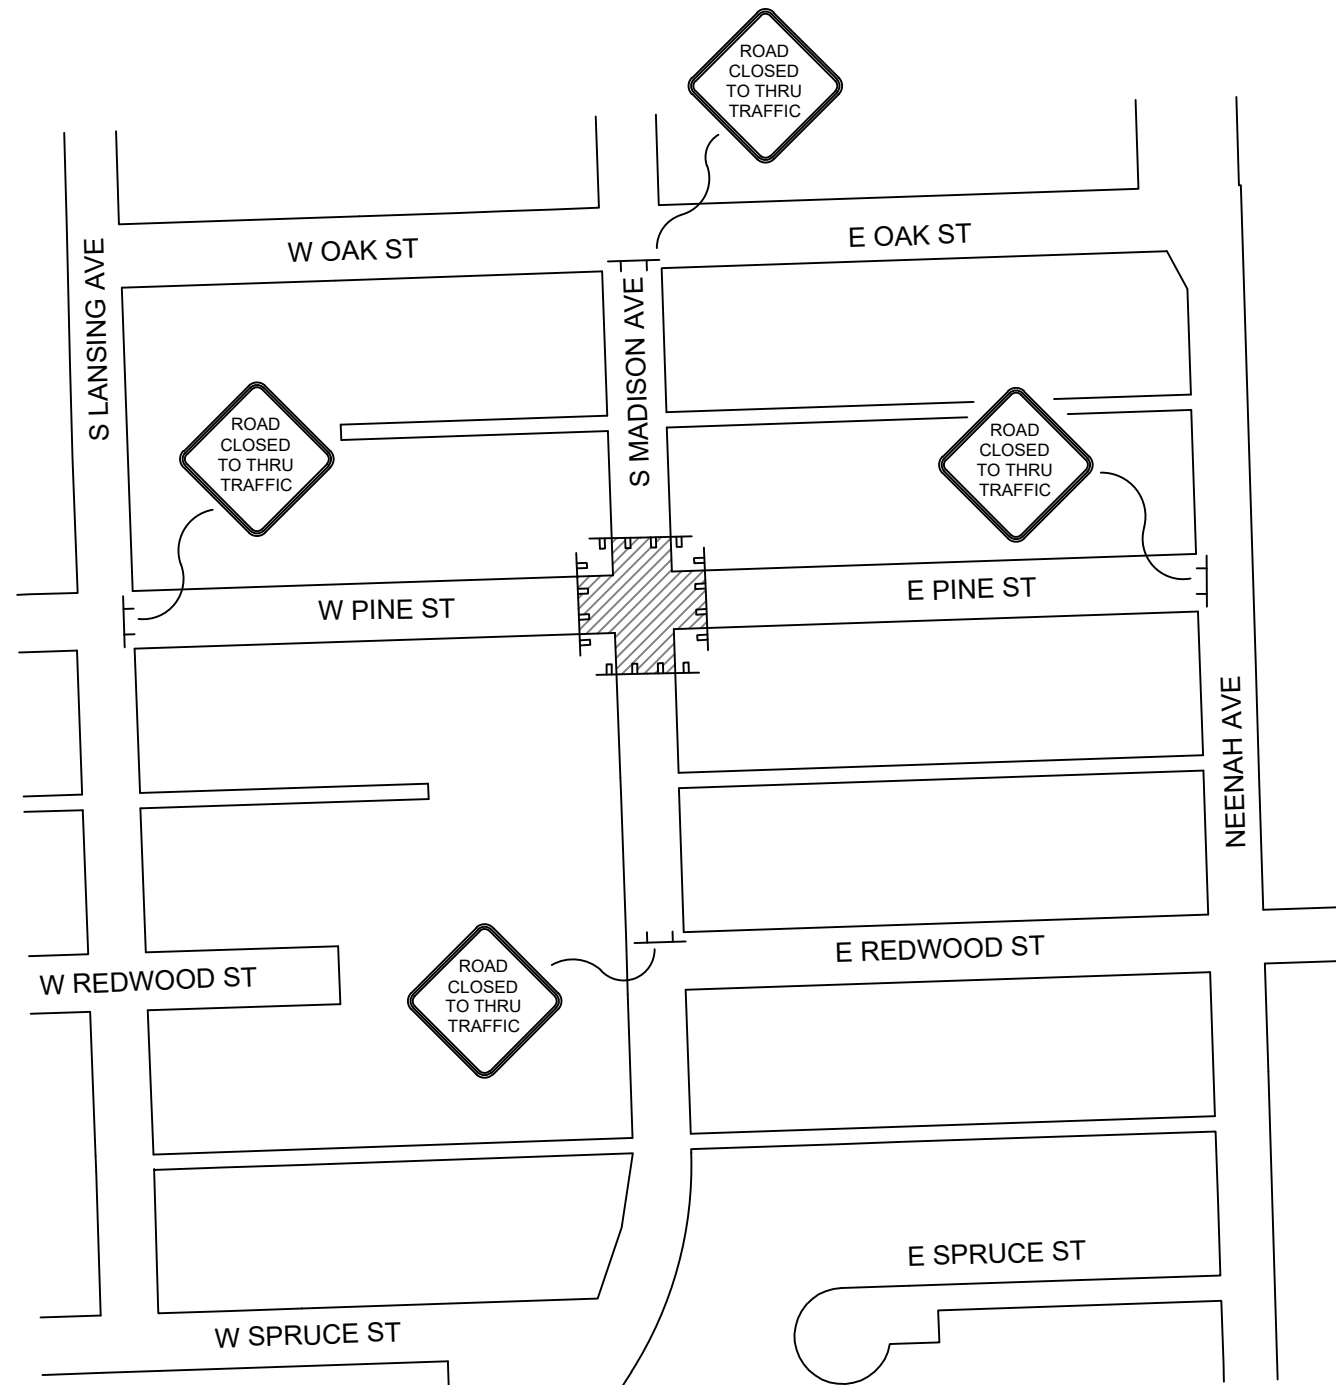 ROAD
CLOSED
TO THRU
TRAFFIC
W OAK ST
E OAK ST
S LANSING AVE
S MADISON AVE
ROAD
CLOSED
TO THRU
TRAFFIC
ROAD
CLOSED
TO THRU
TRAFFIC
W PINE ST
E PINE ST
NEENAH AVE
W REDWOOD ST
ROAD
CLOSED
TO THRU
TRAFFIC
E REDWOOD ST
E SPRUCE ST
W SPRUCE ST